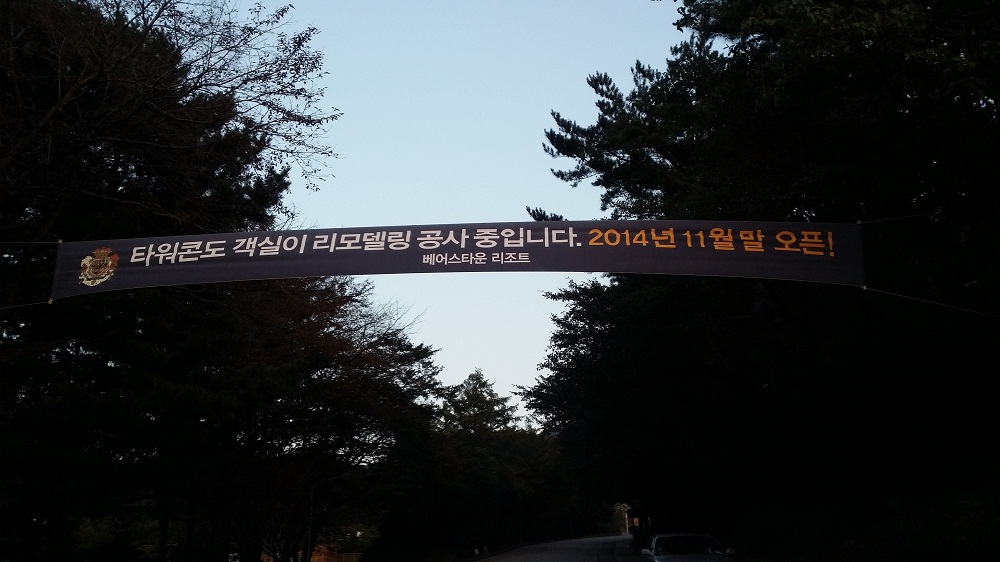 타워콘도 객실이 리모델링 공사 중입니다. 2014년 11월 말 오픈!
베어스타운 리조트